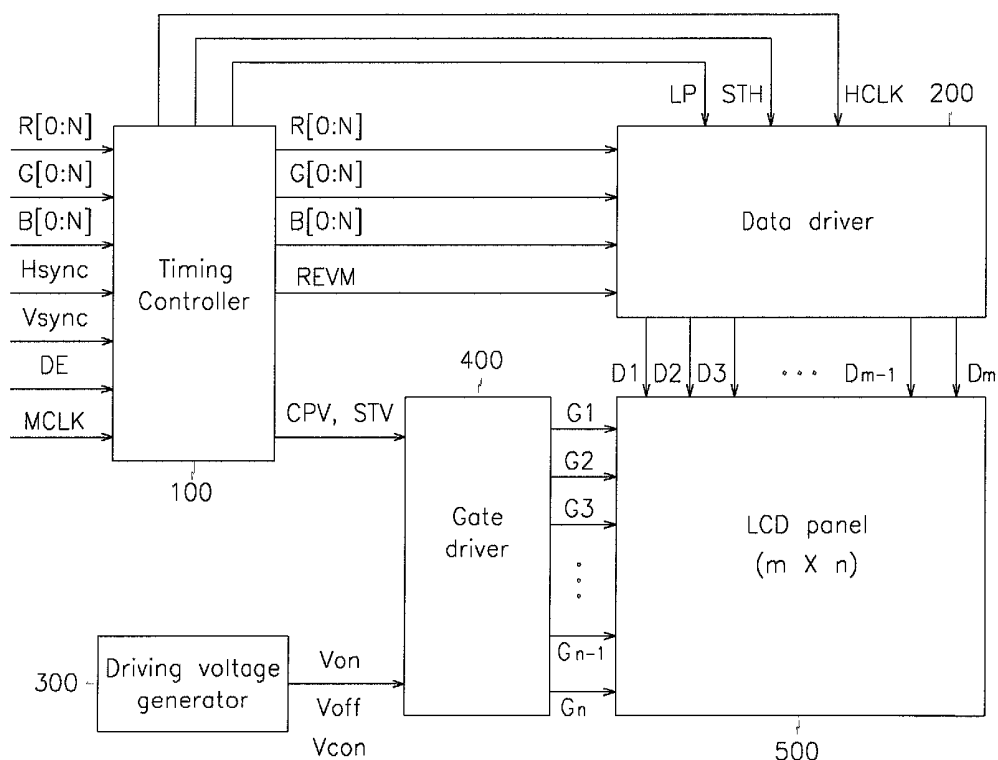 LP STH HCLK 200
R[0:N] R[0:N]
G[0:N] G[0:N]
B[0:N] B[0:N]
Data driver
Hsync REVM
Timing
Controller
Vsync
DE
MCLK
CPV, STV
100
400
D1 D2 D3 ··· Dm-1 Dm
G1
G2
G3
Gate
driver
LCD panel
(m X n)
Gn-1
Gn
300
Driving voltage
generator
Von
Voff
Vcon
500